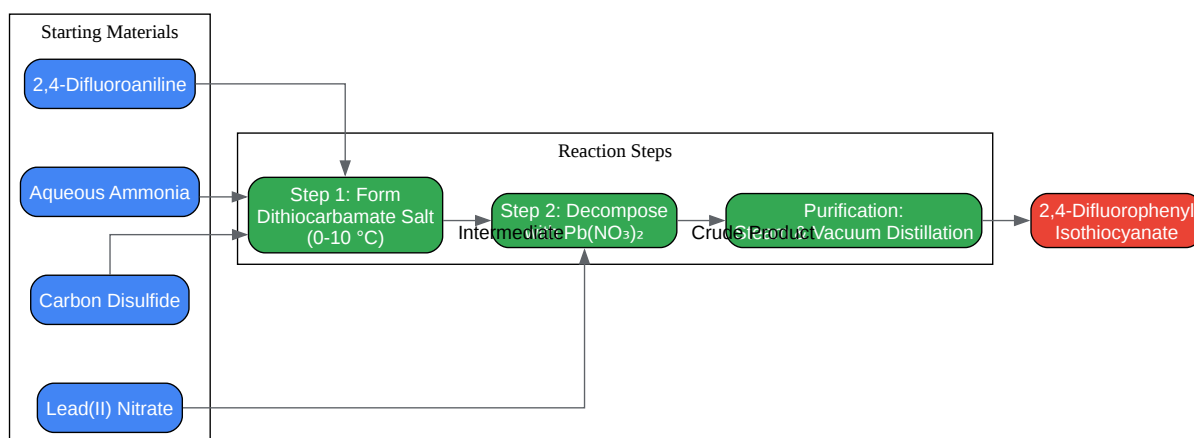 Starting Materials
2,4-Difluoroaniline
Aqueous Ammonia
Carbon Disulfide
Lead(II) Nitrate
Reaction Steps
Step 1: Form
Dithiocarbamate Salt
(0-10 °C)
Intermediate
Step 2: Decompose
Pb(NO₃)₂
Crude Product
Purification:
Vacuum Distillation
2,4-Difluorophenyl
Isothiocyanate